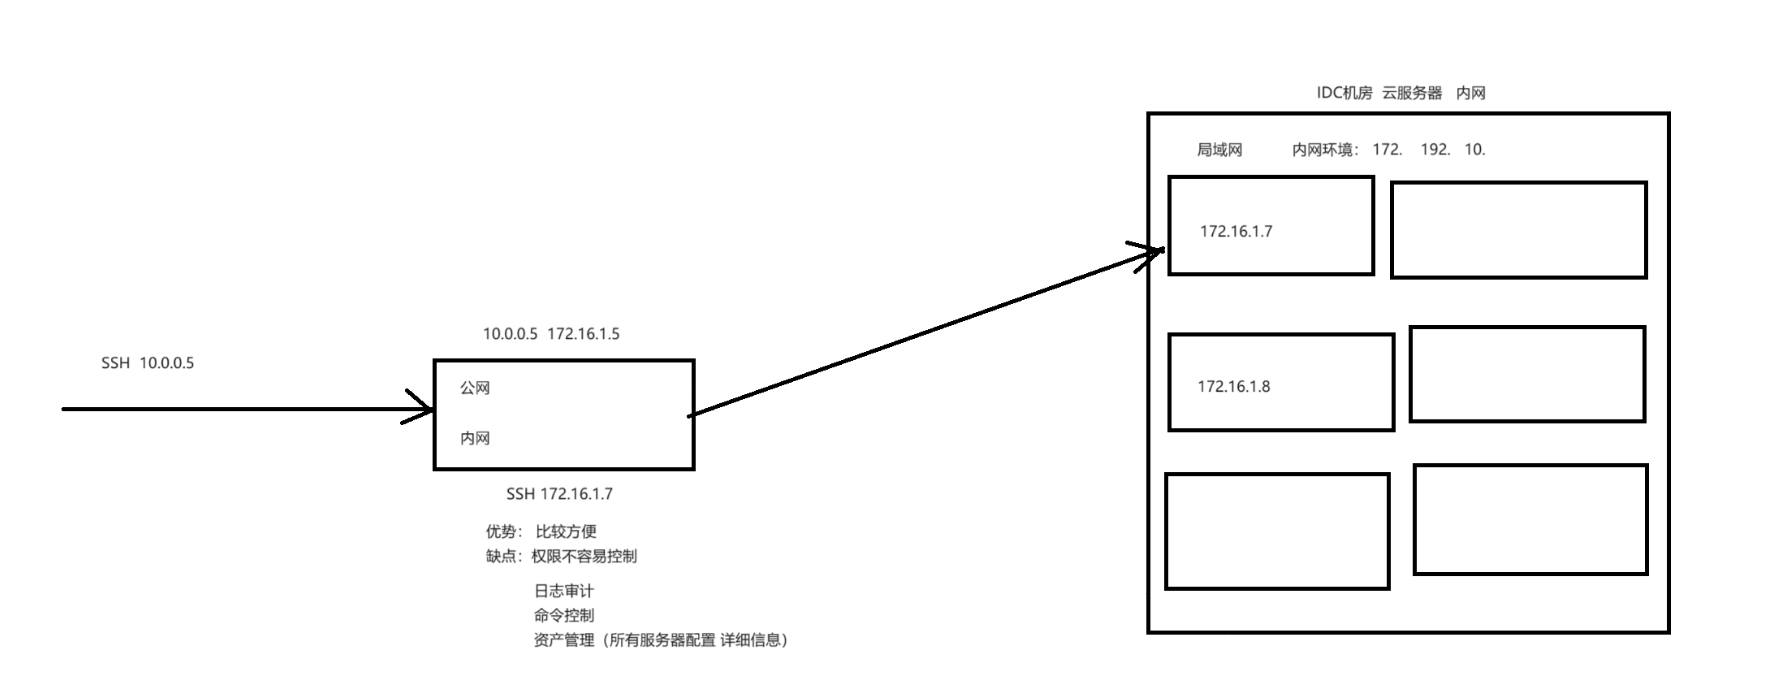 IDC机房 云服务器 内网
局域网 内网环境： 172. 192. 10.
172.16.1.7
10.0.0.5 172.16.1.5
SSH 10.0.0.5
公网
172.16.1.8
内网
SSH 172.16.1.7
优势： 比较方便
缺点：权限不容易控制
日志审计
命令控制
资产管理（所有服务器配置 详细信息）